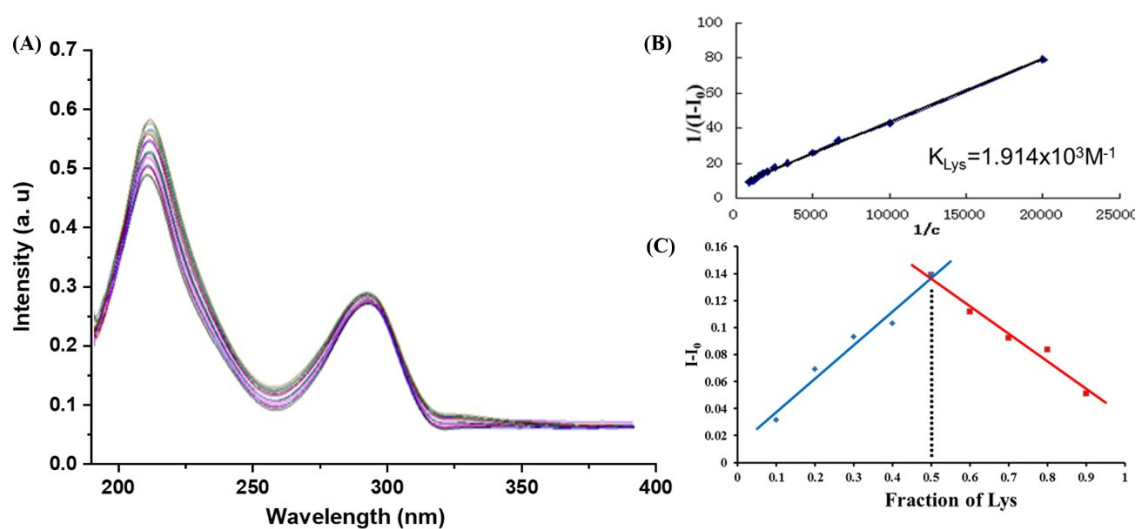 (A)
0.7
0.6
0.5
0.4
0.3
0.2
0.1
0.0
Intensity (a. u)
200 250 300 350 400
Wavelength (nm)
(B)
100
80
60
40
20
0
1/(I-I₀)
K_Lys=1.914x10³M⁻¹
0 5000 10000 15000 20000 25000
1/c
(C)
0.16
0.14
0.12
0.1
0.08
0.06
0.04
0.02
0
I-I₀
0 0.1 0.2 0.3 0.4 0.5 0.6 0.7 0.8 0.9 1
Fraction of Lys